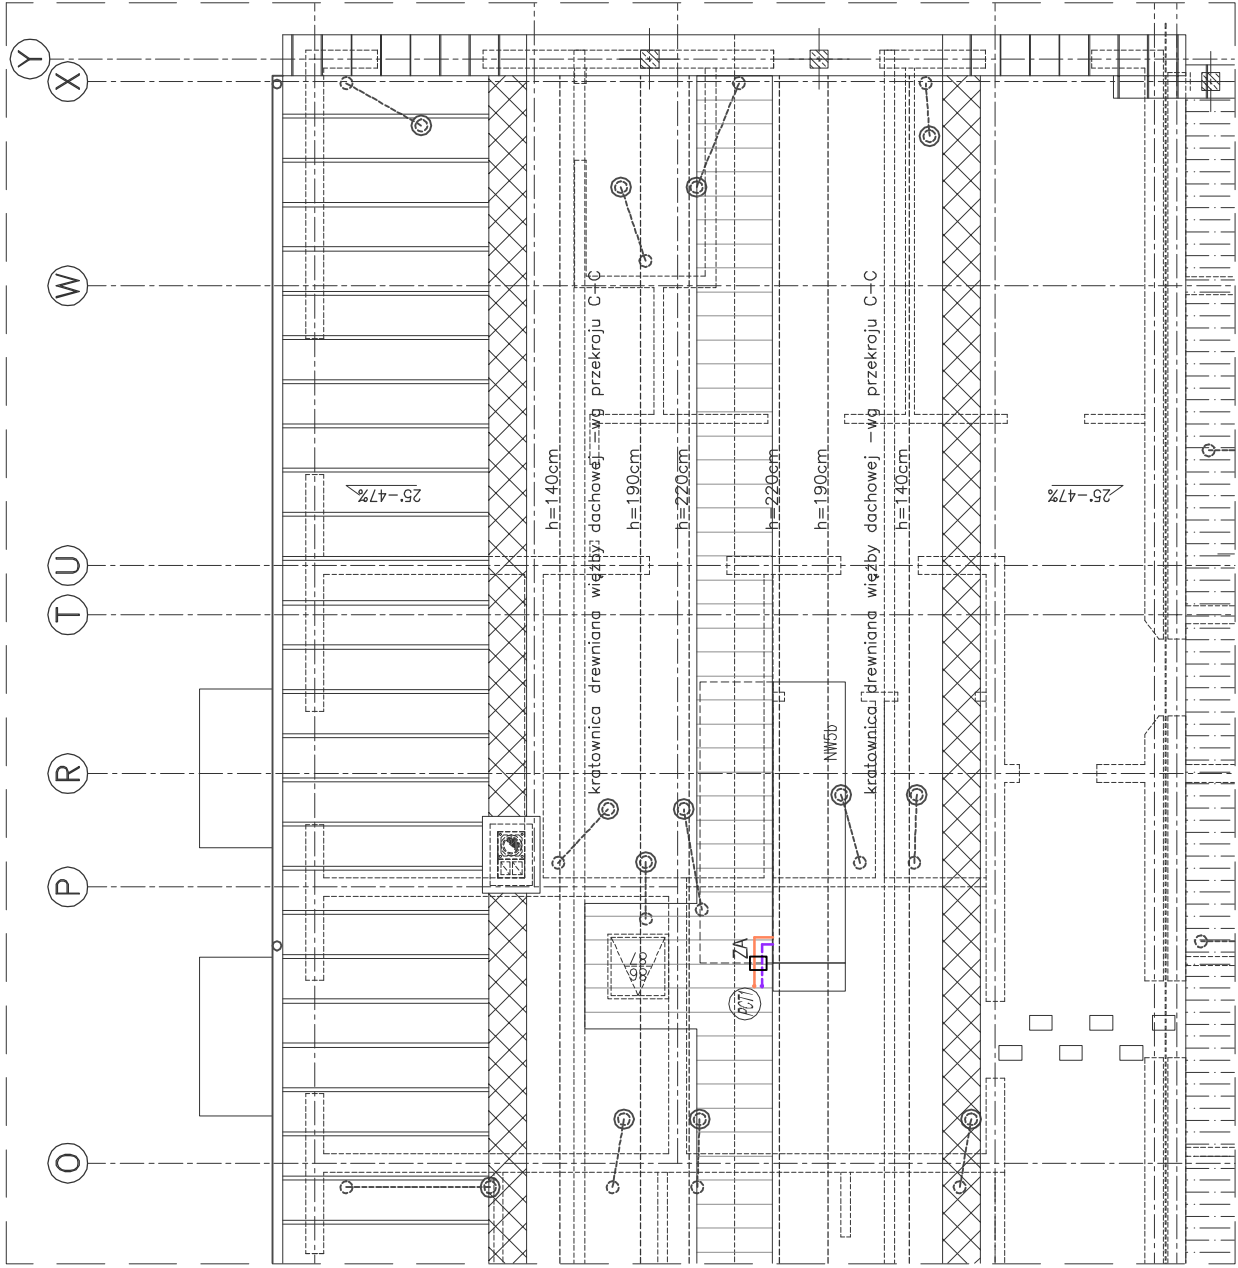 Y
X
W
U
T
R
P
O
kratownica drewniana więźby dachowej –wg przekroju C–C
kratownica drewniana więźby dachowej –wg przekroju C–C
h=140cm
h=190cm
h=220cm
h=220cm
h=190cm
h=140cm
25°–47%
25°–47%
NW5b
ZA
PCT1